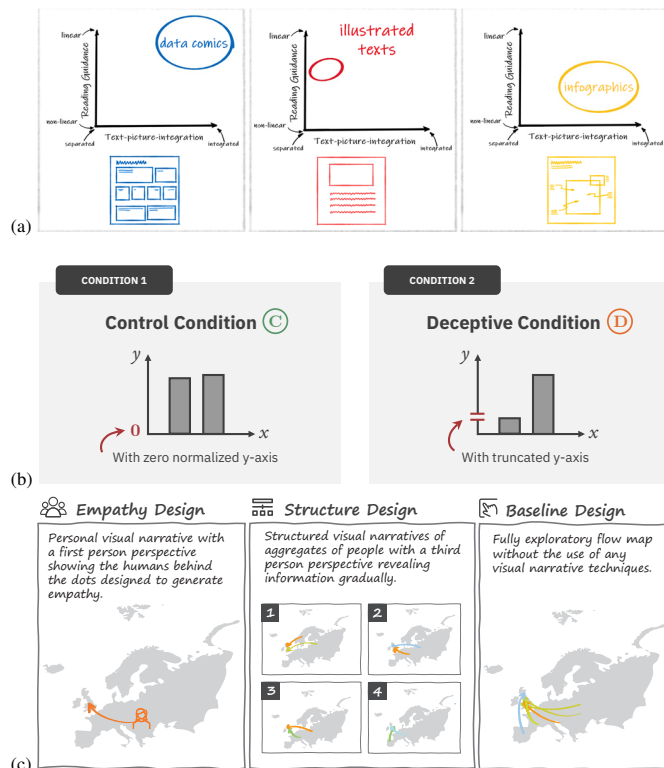 linear
Reading Guidance
data comics
non-linear
separated
Text-picture-integration
integrated
linear
Reading Guidance
illustrated
texts
non-linear
separated
Text-picture-integration
integrated
linear
Reading Guidance
infographics
non-linear
separated
Text-picture-integration
integrated
(a)
CONDITION 1
Control Condition C
y
0
x
With zero normalized y-axis
CONDITION 2
Deceptive Condition D
y
x
With truncated y-axis
(b)
Empathy Design
Personal visual narrative with
a first person perspective
showing the humans behind
the dots designed to generate
empathy.
Structure Design
Structured visual narratives of
aggregates of people with a third
person perspective revealing
information gradually.
1
2
3
4
Baseline Design
Fully exploratory flow map
without the use of any
visual narrative techniques.
(c)